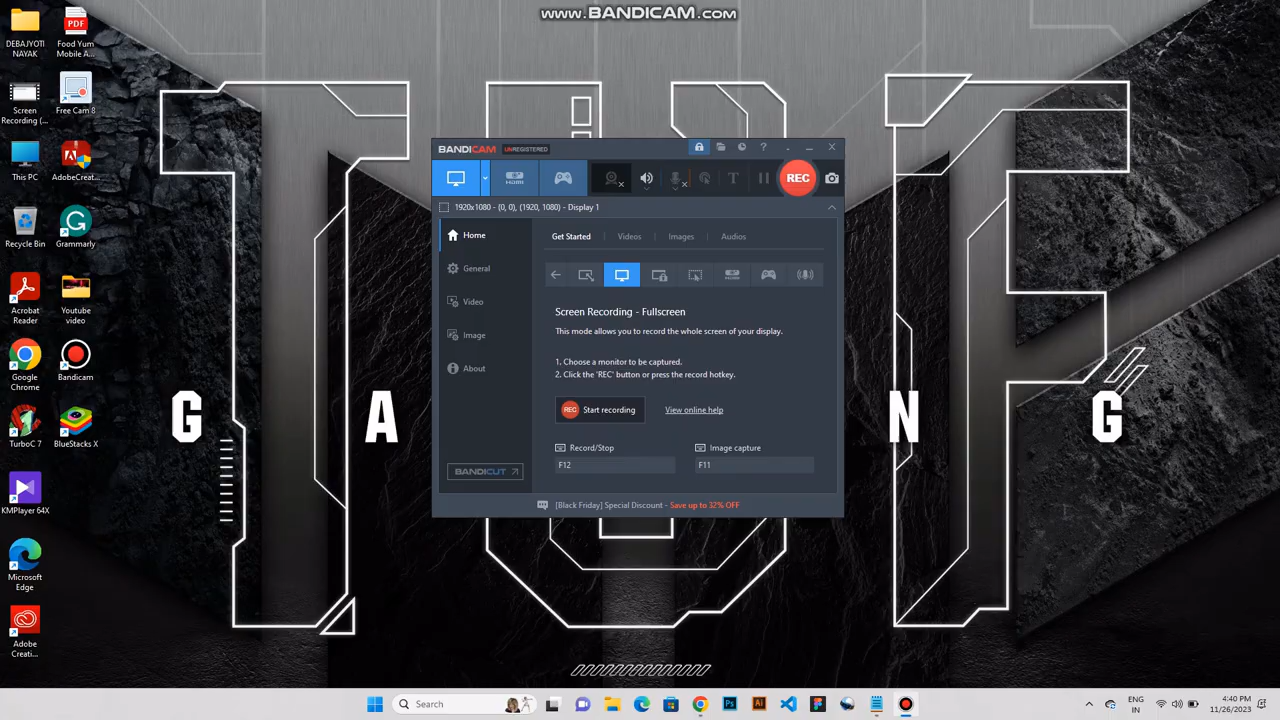 www.BANDICAM.com
DEBAJYOTI
NAYAK
Food Yum
Mobile A...
Screen
Recording (...
Free Cam 8
This PC
AdobeCreat...
Recycle Bin
Grammarly
Acrobat
Reader
Youtube
video
Google
Chrome
Bandicam
TurboC 7
BlueStacks X
KMPlayer 64X
Microsoft
Edge
Adobe
Creati...
PDF
G A N G
BANDICAM UNREGISTERED
HDMI
REC
1920x1080 - (0, 0), (1920, 1080) - Display 1
Home
General
Video
Image
About
BANDICUT
Get Started Videos Images Audios
Screen Recording - Fullscreen
This mode allows you to record the whole screen of your display.
1. Choose a monitor to be captured.
2. Click the 'REC' button or press the record hotkey.
REC Start recording View online help
Record/Stop Image capture
F12 F11
[Black Friday] Special Discount - Save up to 32% OFF
Search
Ps Ai
ENG
IN
4:40 PM
11/26/2023